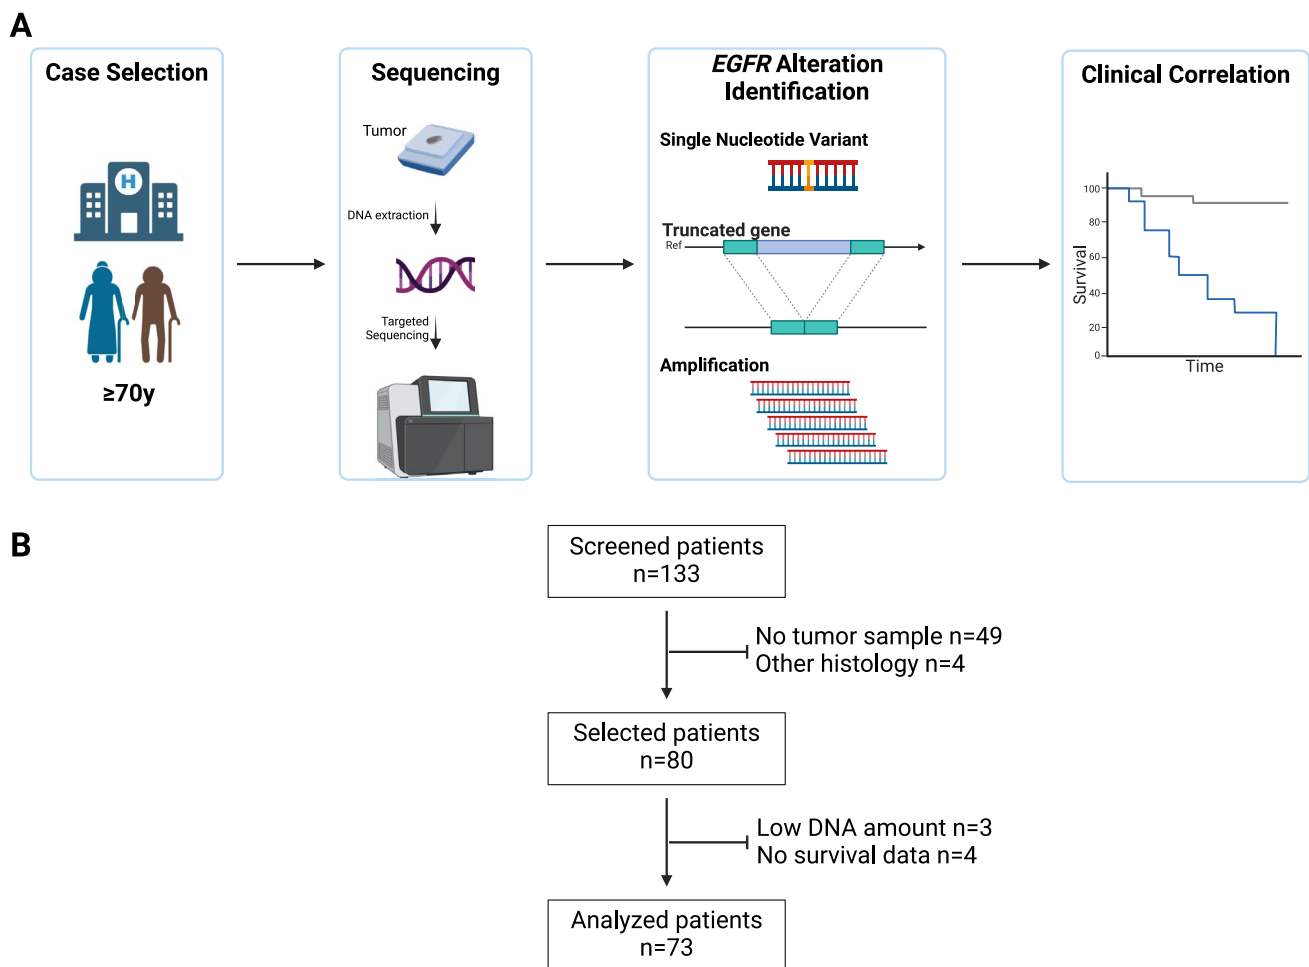 A
Case Selection
≥70y
Sequencing
Tumor
DNA extraction
Targeted
Sequencing
EGFR Alteration
Identification
Single Nucleotide Variant
Truncated gene
Ref
Amplification
Clinical Correlation
100
80
60
40
20
0
Survival
Time
H
B
Screened patients
n=133
No tumor sample n=49
Other histology n=4
Selected patients
n=80
Low DNA amount n=3
No survival data n=4
Analyzed patients
n=73